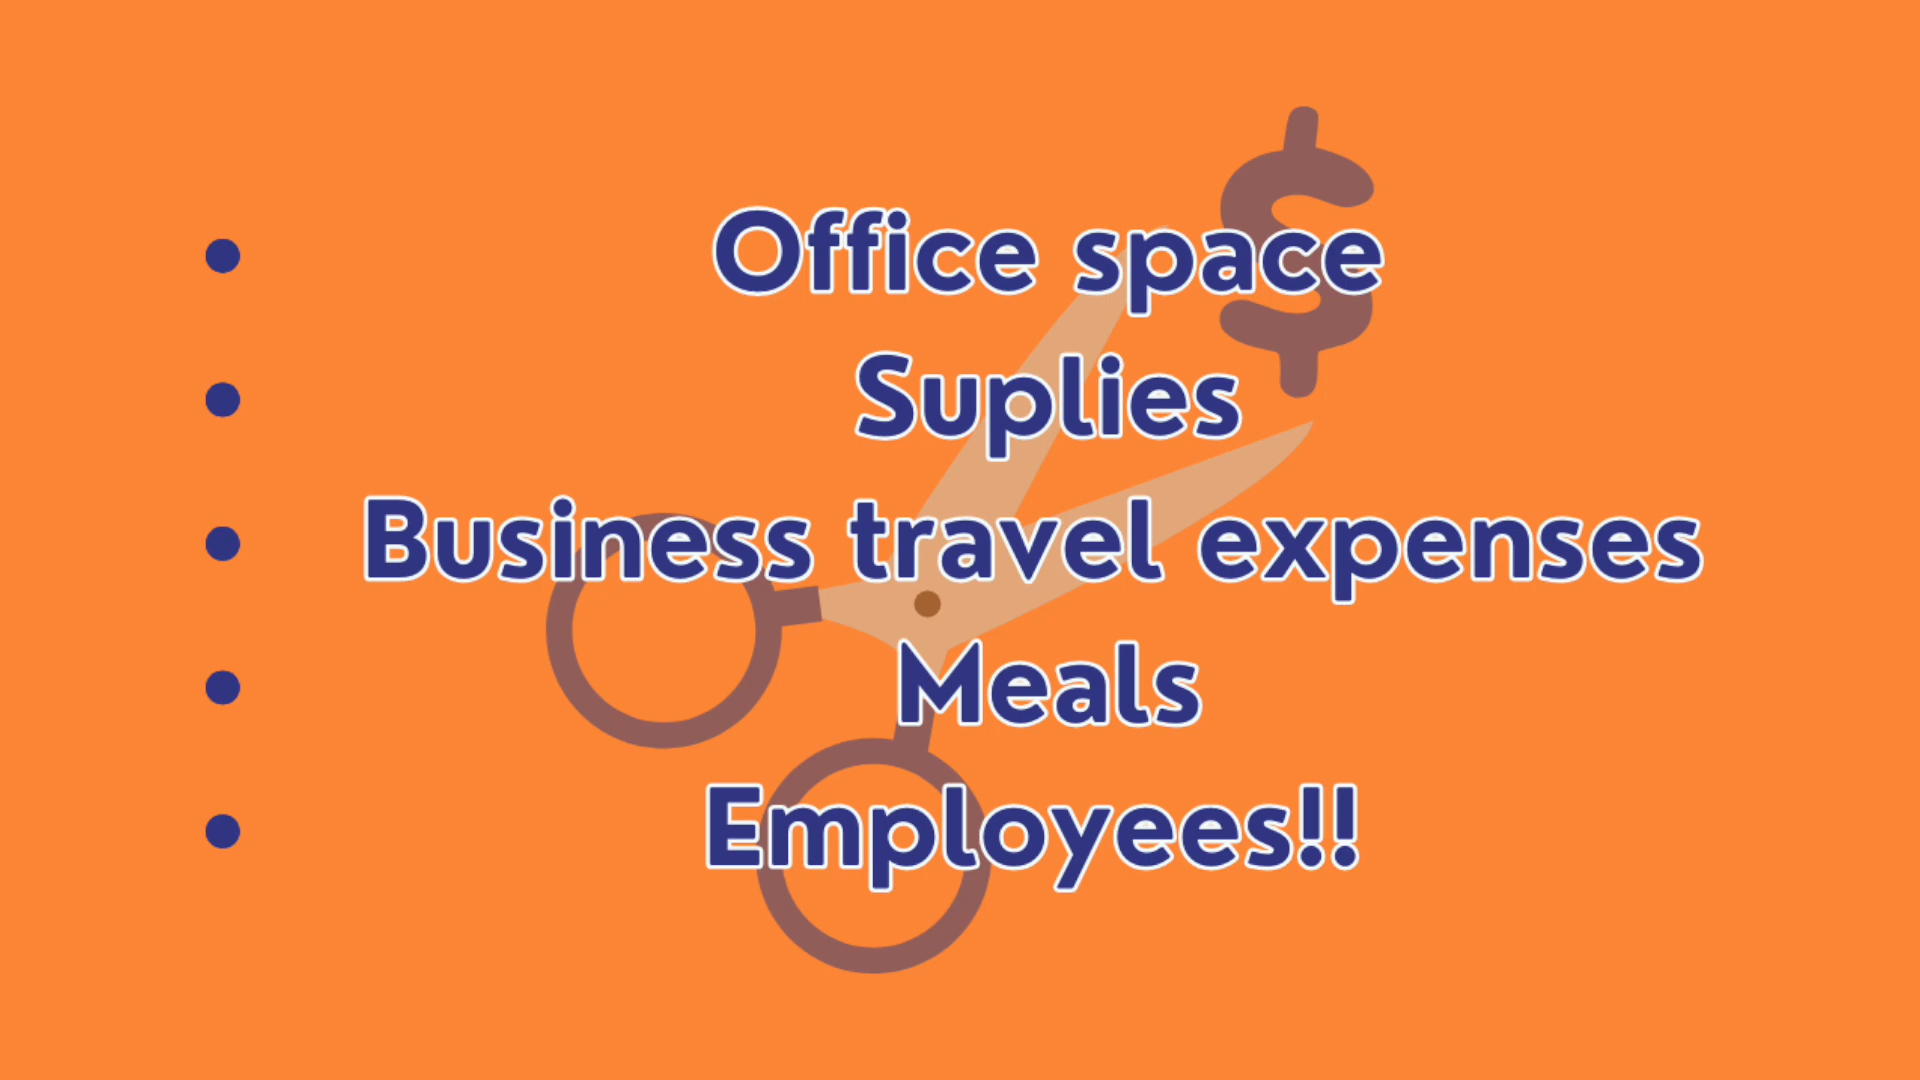 • Office space
• Suplies
• Business travel expenses
• Meals
• Employees!!
$